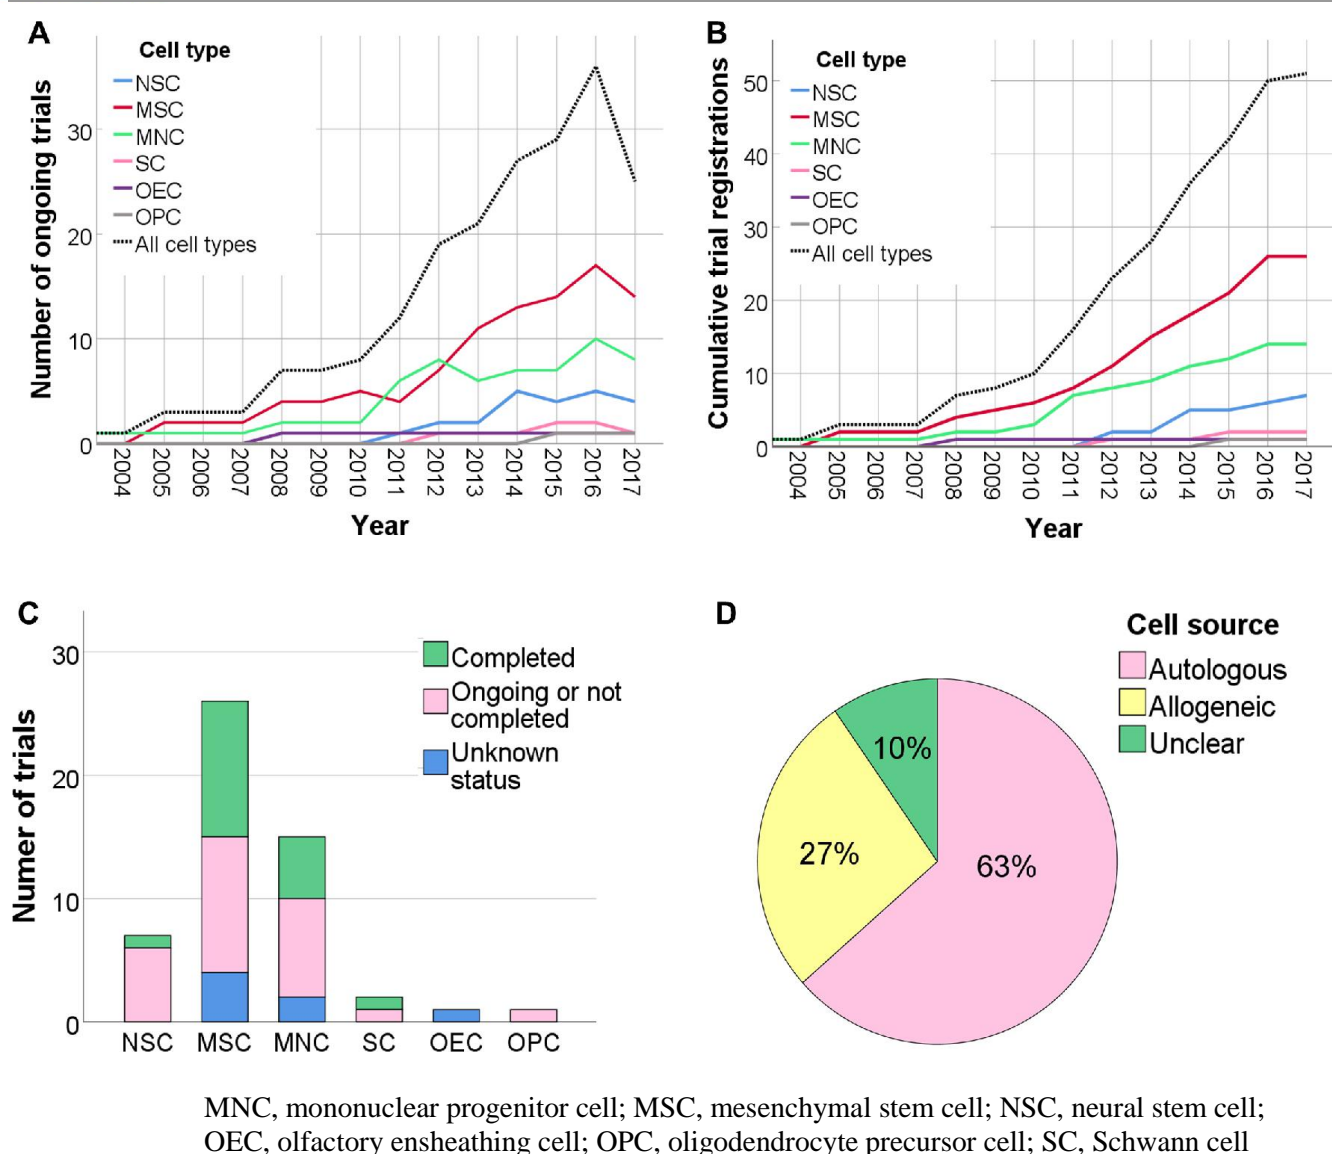 A
Cell type
NSC
MSC
MNC
SC
OEC
OPC
All cell types
Number of ongoing trials
30
20
10
0
2004
2005
2006
2007
2008
2009
2010
2011
2012
2013
2014
2015
2016
2017
Year
B
Cell type
NSC
MSC
MNC
SC
OEC
OPC
All cell types
Cumulative trial registrations
50
40
30
20
10
0
2004
2005
2006
2007
2008
2009
2010
2011
2012
2013
2014
2015
2016
2017
Year
C
Completed
Ongoing or not
completed
Unknown
status
Numer of trials
30
20
10
0
NSC
MSC
MNC
SC
OEC
OPC
D
Cell source
Autologous
Allogeneic
Unclear
10%
27%
63%
MNC, mononuclear progenitor cell; MSC, mesenchymal stem cell; NSC, neural stem cell;
OEC, olfactory ensheathing cell; OPC, oligodendrocyte precursor cell; SC, Schwann cell